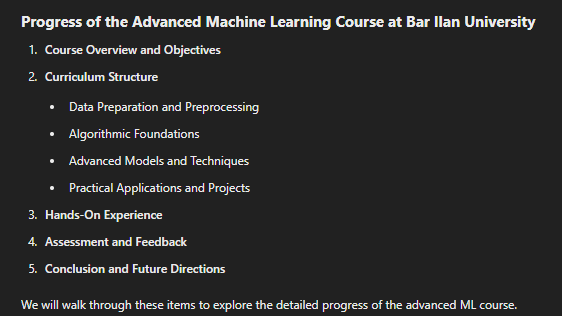 Progress of the Advanced Machine Learning Course at Bar Ilan University
1. Course Overview and Objectives
2. Curriculum Structure
• Data Preparation and Preprocessing
• Algorithmic Foundations
• Advanced Models and Techniques
• Practical Applications and Projects
3. Hands-On Experience
4. Assessment and Feedback
5. Conclusion and Future Directions
We will walk through these items to explore the detailed progress of the advanced ML course.